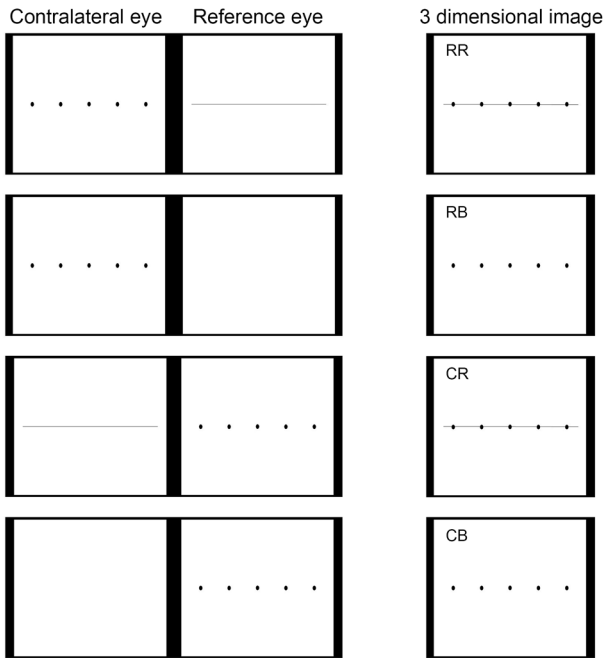 Contralateral eye Reference eye 3 dimensional image
RR
RB
CR
CB